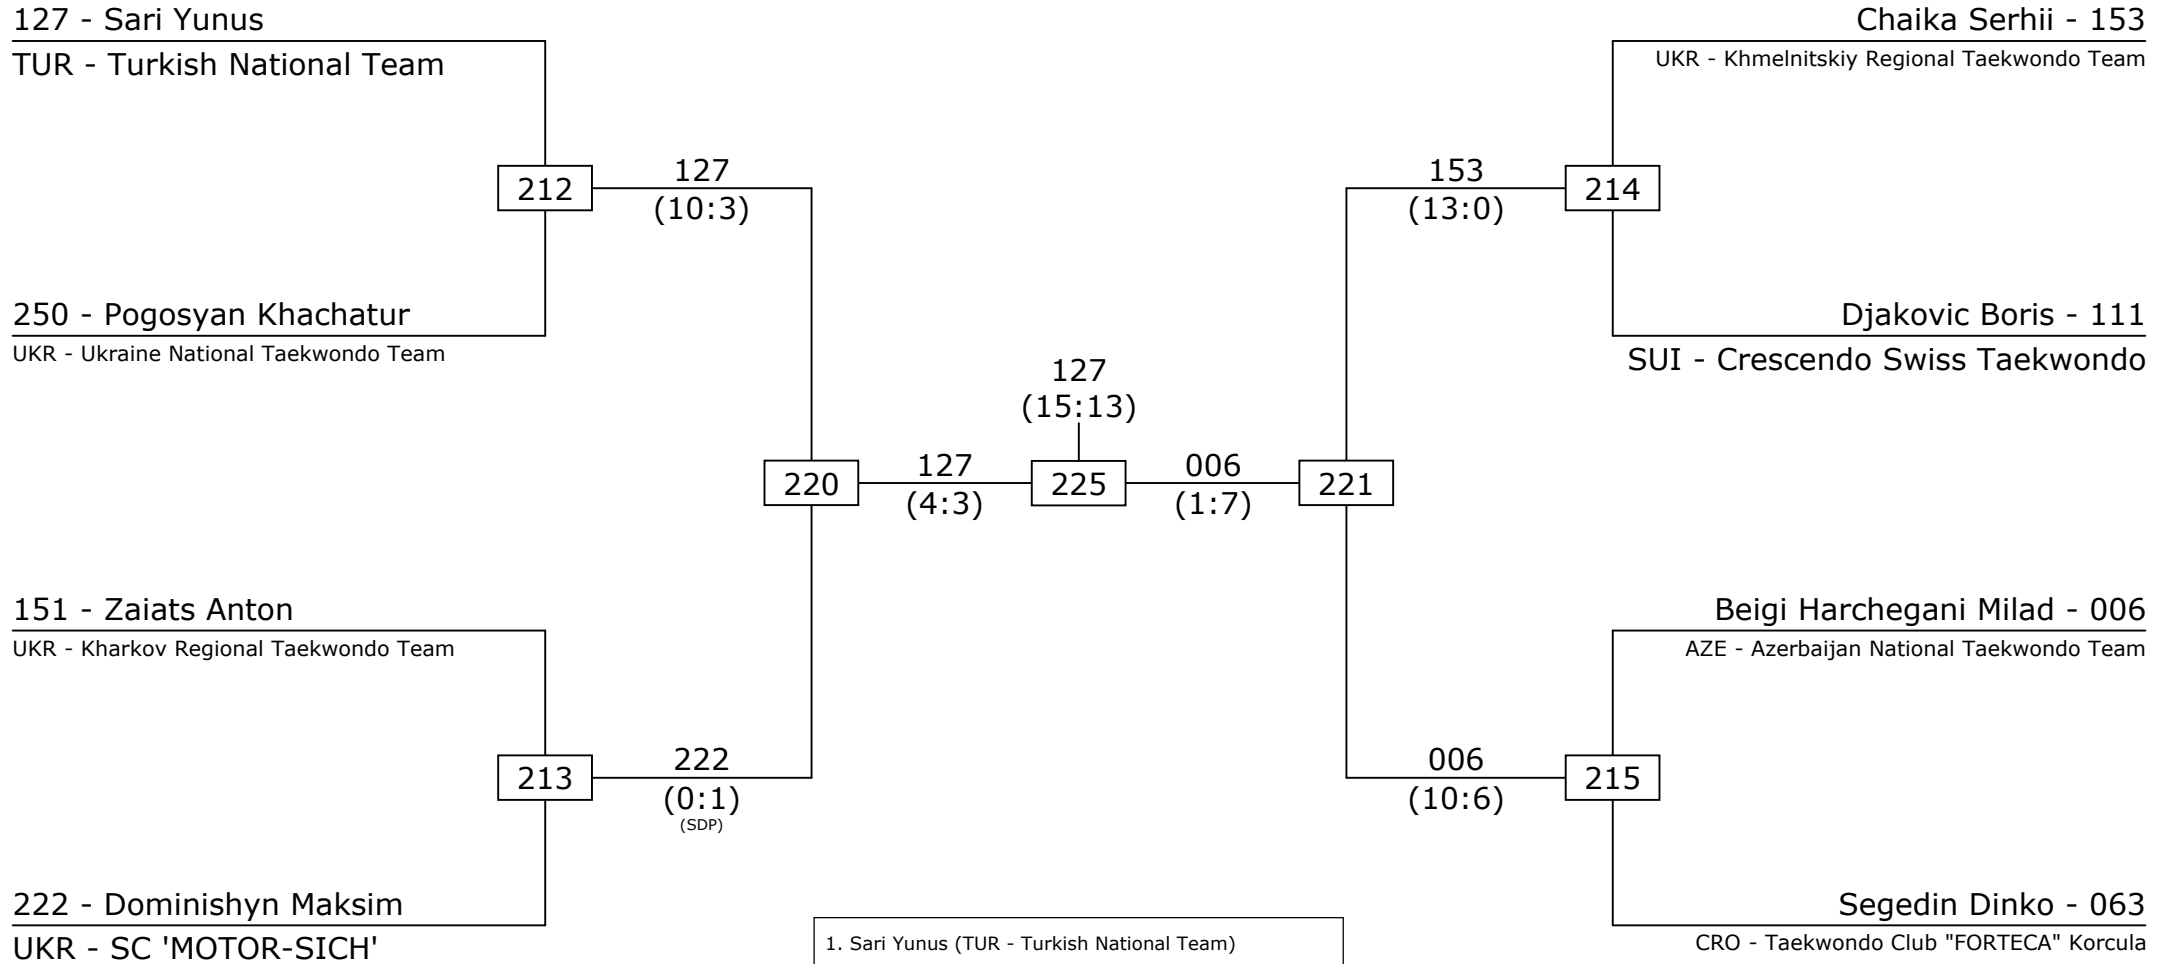 127 - Sari Yunus
TUR - Turkish National Team
Chaika Serhii - 153
UKR - Khmelnitskiy Regional Taekwondo Team
212
127
(10:3)
153
(13:0)
214
250 - Pogosyan Khachatur
UKR - Ukraine National Taekwondo Team
Djakovic Boris - 111
SUI - Crescendo Swiss Taekwondo
127
(15:13)
220
127
(4:3)
225
006
(1:7)
221
151 - Zaiats Anton
UKR - Kharkov Regional Taekwondo Team
Beigi Harchegani Milad - 006
AZE - Azerbaijan National Taekwondo Team
213
222
(0:1)
(SDP)
006
(10:6)
215
222 - Dominishyn Maksim
UKR - SC 'MOTOR-SICH'
1. Sari Yunus (TUR - Turkish National Team)
Segedin Dinko - 063
CRO - Taekwondo Club "FORTECA" Korcula